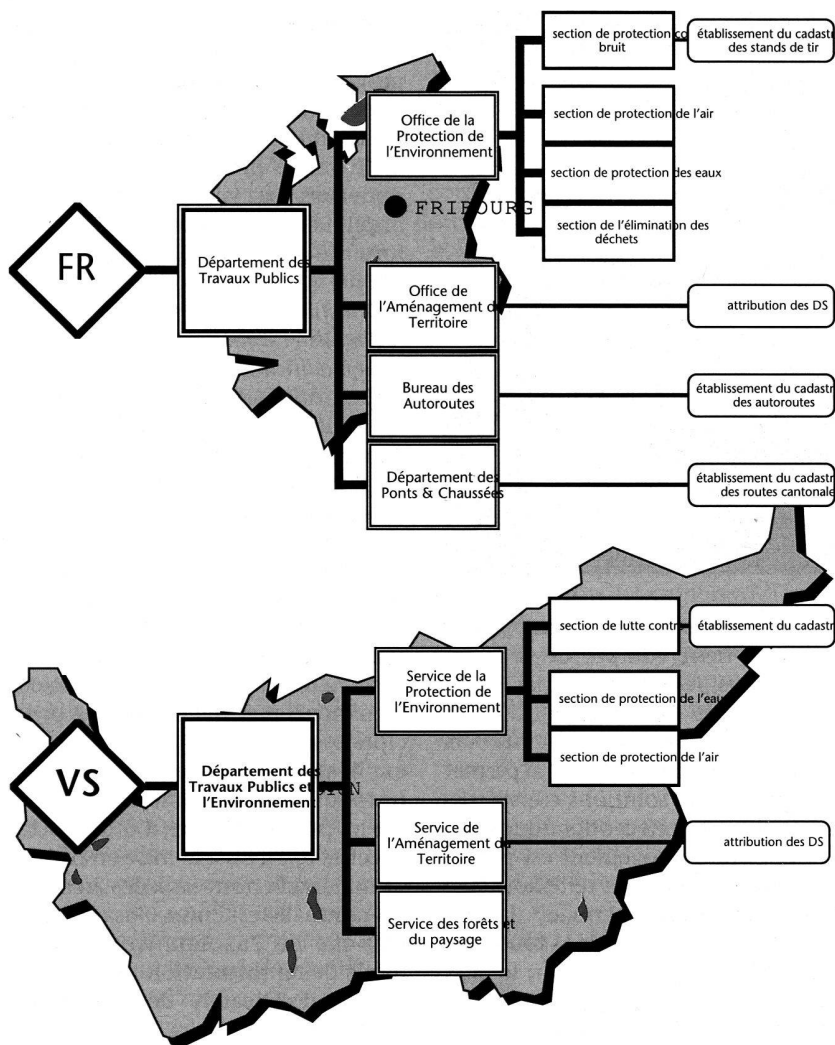 section de protection co
bruit
établissement du cadastr
des stands de tir
Office de la
Protection de
l'Environnement
section de protection de l'air
section de protection des eaux
FRIBOURG
section de l'élimination des
déchets
FR
Département des
Travaux Publics
Office de
l'Aménagement du
Territoire
attribution des DS
Bureau des
Autoroutes
établissement du cadastr
des autoroutes
Département des
Ponts & Chaussées
établissement du cadastr
des routes cantonale
section de lutte contre
établissement du cadastr
Service de la
Protection de
l'Environnement
section de protection de l'eau
section de protection de l'air
VS
Département des
Travaux Publics et
l'Environnement
Service de
l'Aménagement du
Territoire
attribution des DS
Service des forêts et
du paysage